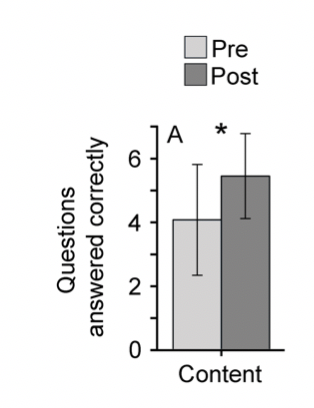 Pre
Post
A *
Questions
answered correctly
6
4
2
0
Content